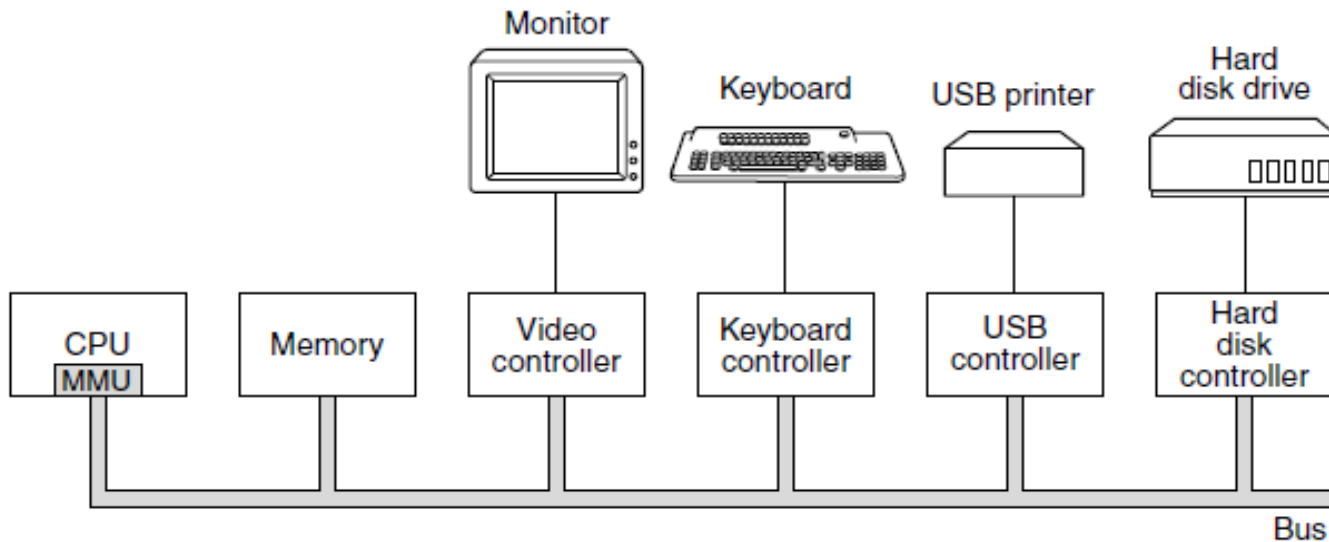 Monitor
Keyboard
USB printer
Hard
disk drive
CPU
MMU
Memory
Video
controller
Keyboard
controller
USB
controller
Hard
disk
controller
Bus